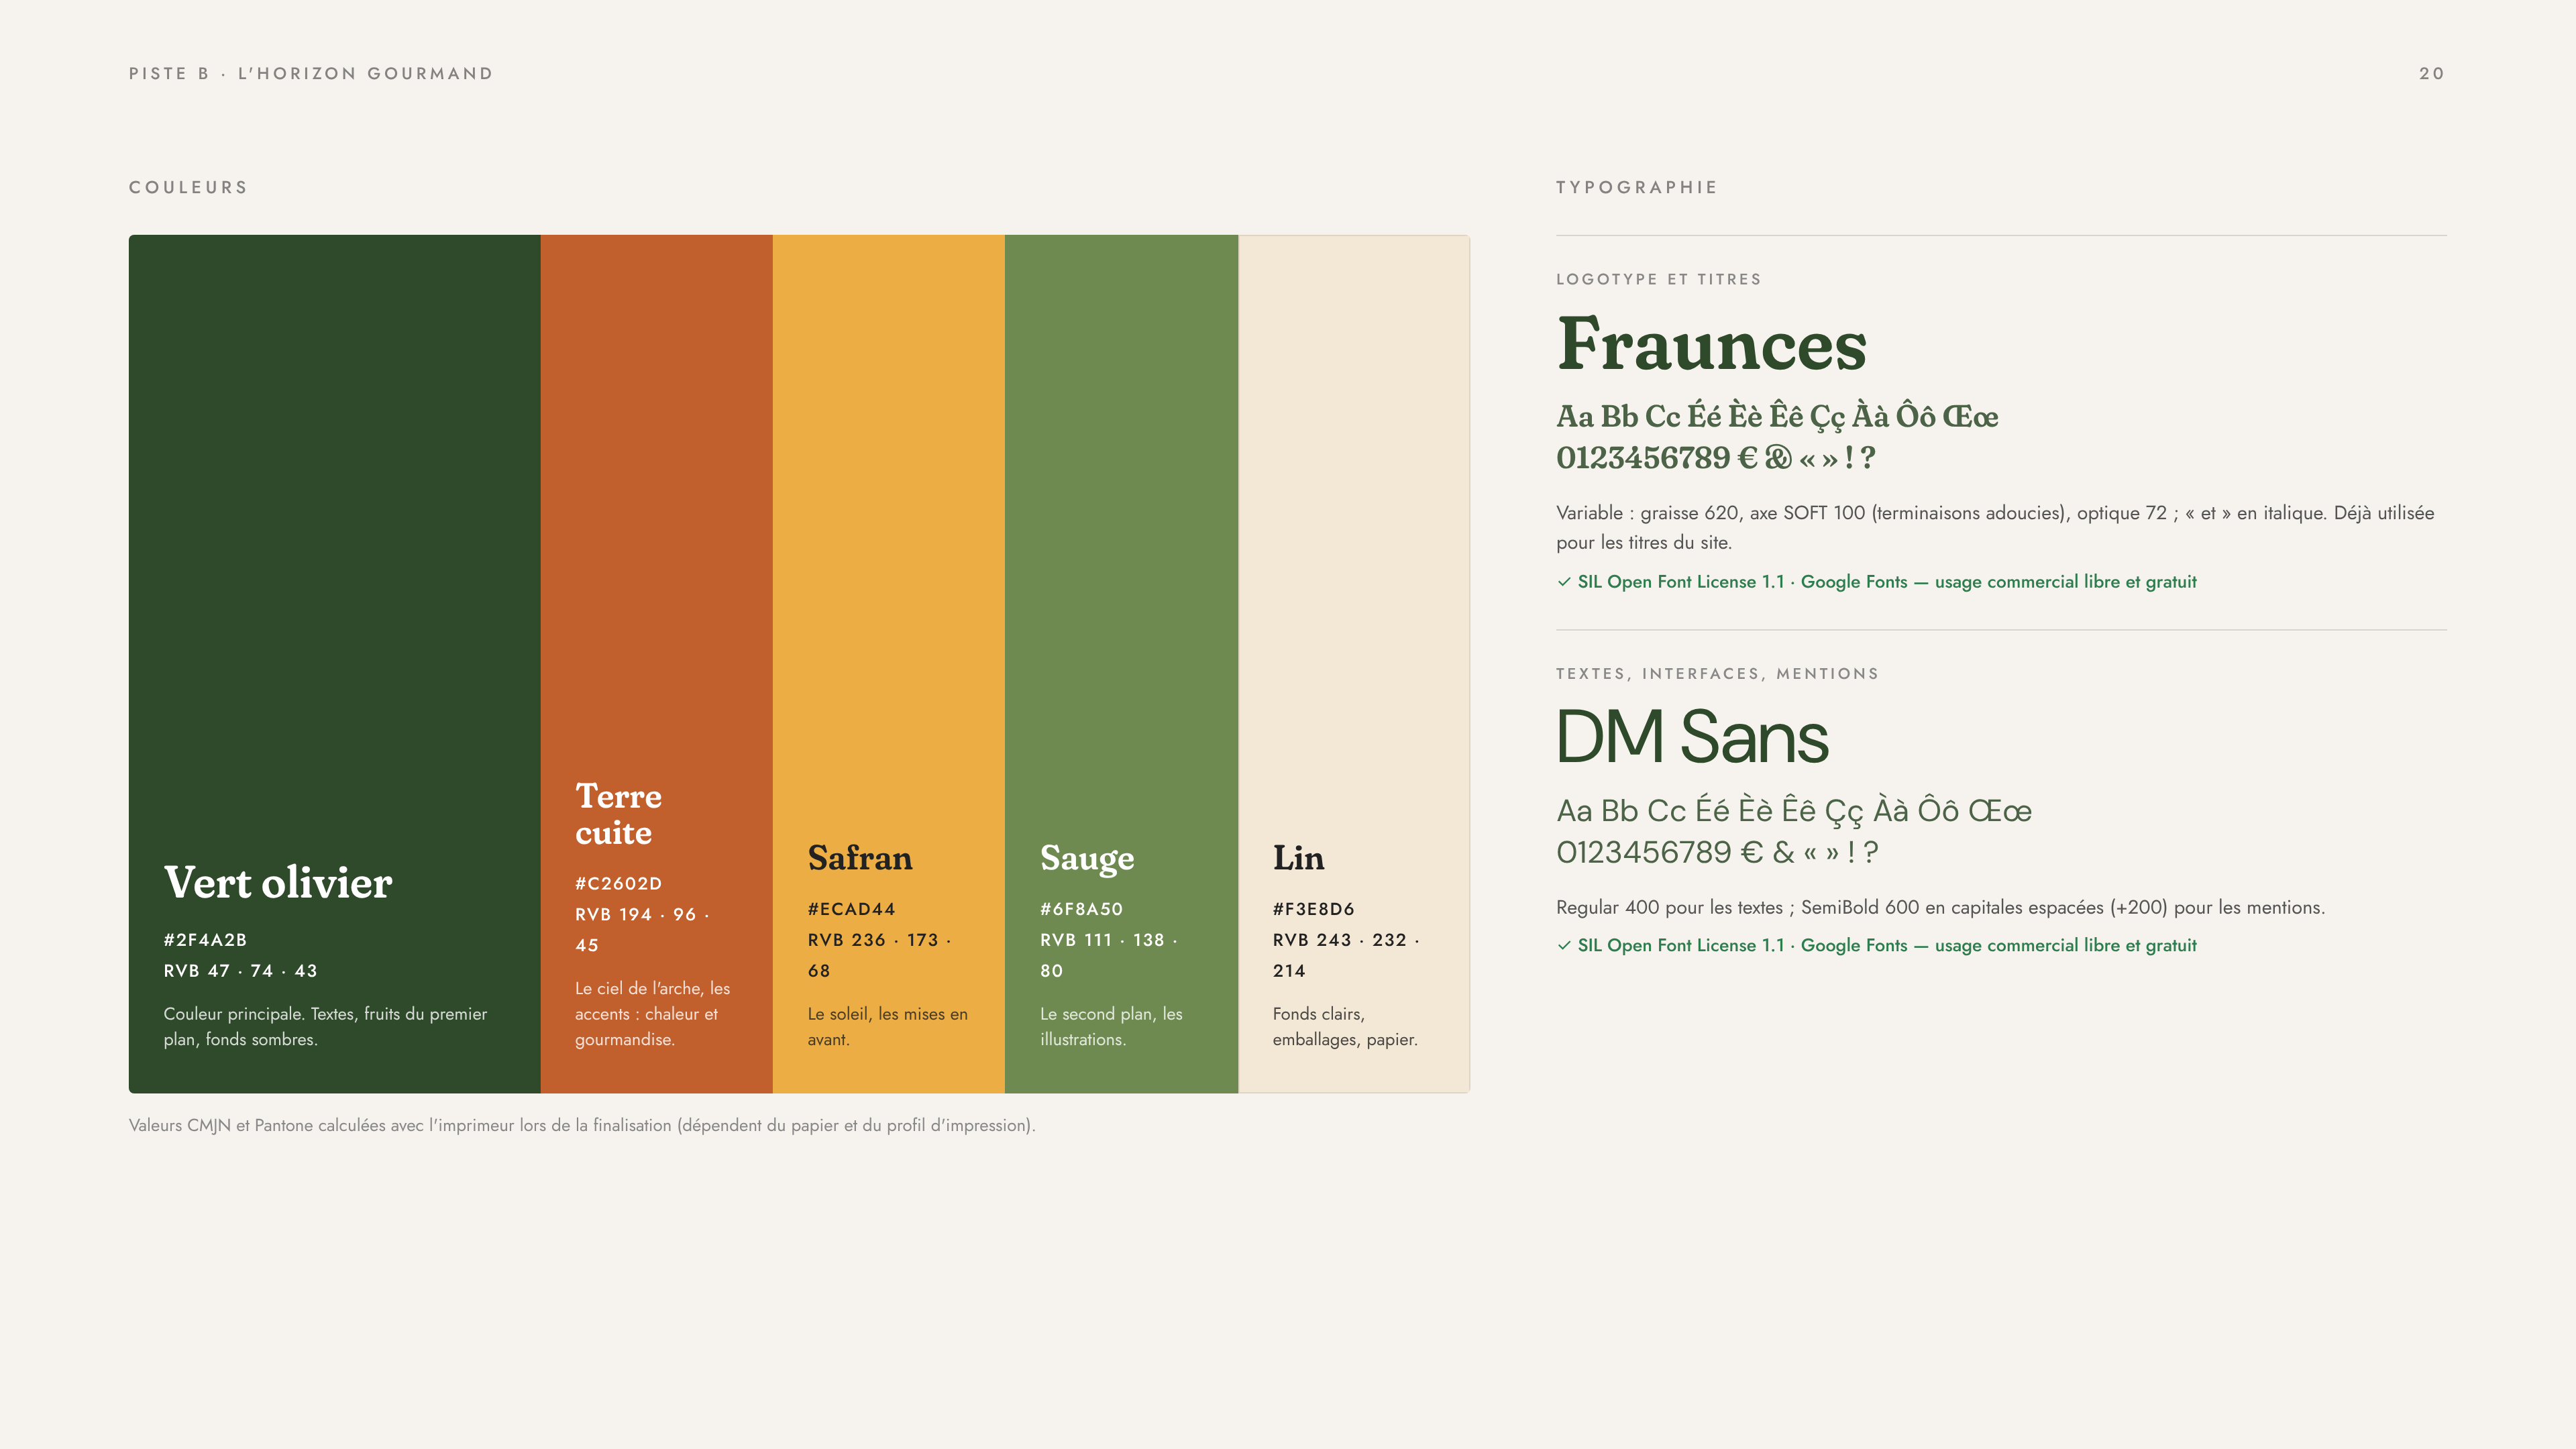 PISTE B · L'HORIZON GOURMAND
20
COULEURS
Vert olivier
#2F4A2B
RVB 47 · 74 · 43
Couleur principale. Textes, fruits du premier
plan, fonds sombres.
Terre
cuite
#C2602D
RVB 194 · 96 ·
45
Le ciel de l'arche, les
accents : chaleur et
gourmandise.
Safran
#ECAD44
RVB 236 · 173 ·
68
Le soleil, les mises en
avant.
Sauge
#6F8A50
RVB 111 · 138 ·
80
Le second plan, les
illustrations.
Lin
#F3E8D6
RVB 243 · 232 ·
214
Fonds clairs,
emballages, papier.
Valeurs CMJN et Pantone calculées avec l'imprimeur lors de la finalisation (dépendent du papier et du profil d'impression).
TYPOGRAPHIE
LOGOTYPE ET TITRES
Fraunces
Aa Bb Cc Éé Èè Êê Çç Àà Ôô Œœ
0123456789 € & « » ! ?
Variable : graisse 620, axe SOFT 100 (terminaisons adoucies), optique 72 ; « et » en italique. Déjà utilisée
pour les titres du site.
✓ SIL Open Font License 1.1 · Google Fonts — usage commercial libre et gratuit
TEXTES, INTERFACES, MENTIONS
DM Sans
Aa Bb Cc Éé Èè Êê Çç Àà Ôô Œœ
0123456789 € & « » ! ?
Regular 400 pour les textes ; SemiBold 600 en capitales espacées (+200) pour les mentions.
✓ SIL Open Font License 1.1 · Google Fonts — usage commercial libre et gratuit